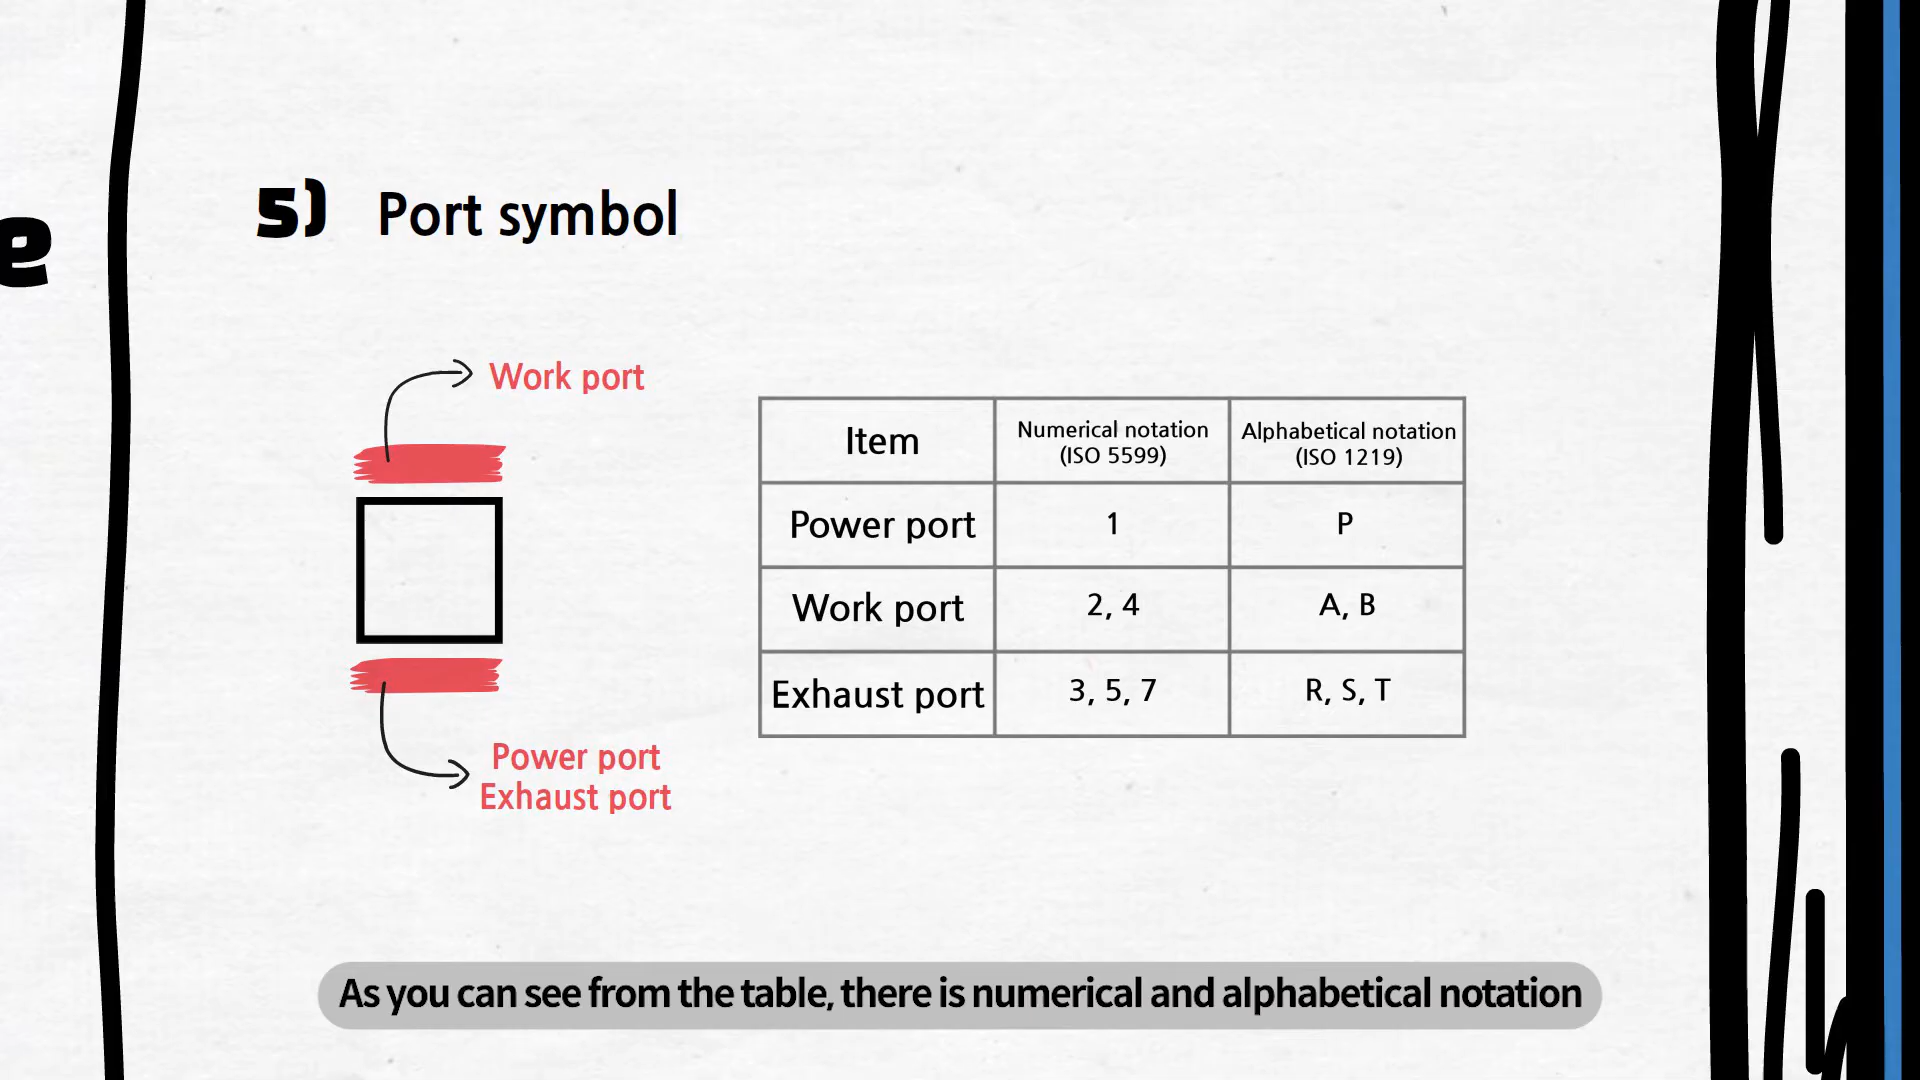 e
5) Port symbol
Work port
Power port
Exhaust port
Item
Numerical notation
(ISO 5599)
Alphabetical notation
(ISO 1219)
Power port
1
P
Work port
2, 4
A, B
Exhaust port
3, 5, 7
R, S, T
As you can see from the table, there is numerical and alphabetical notation